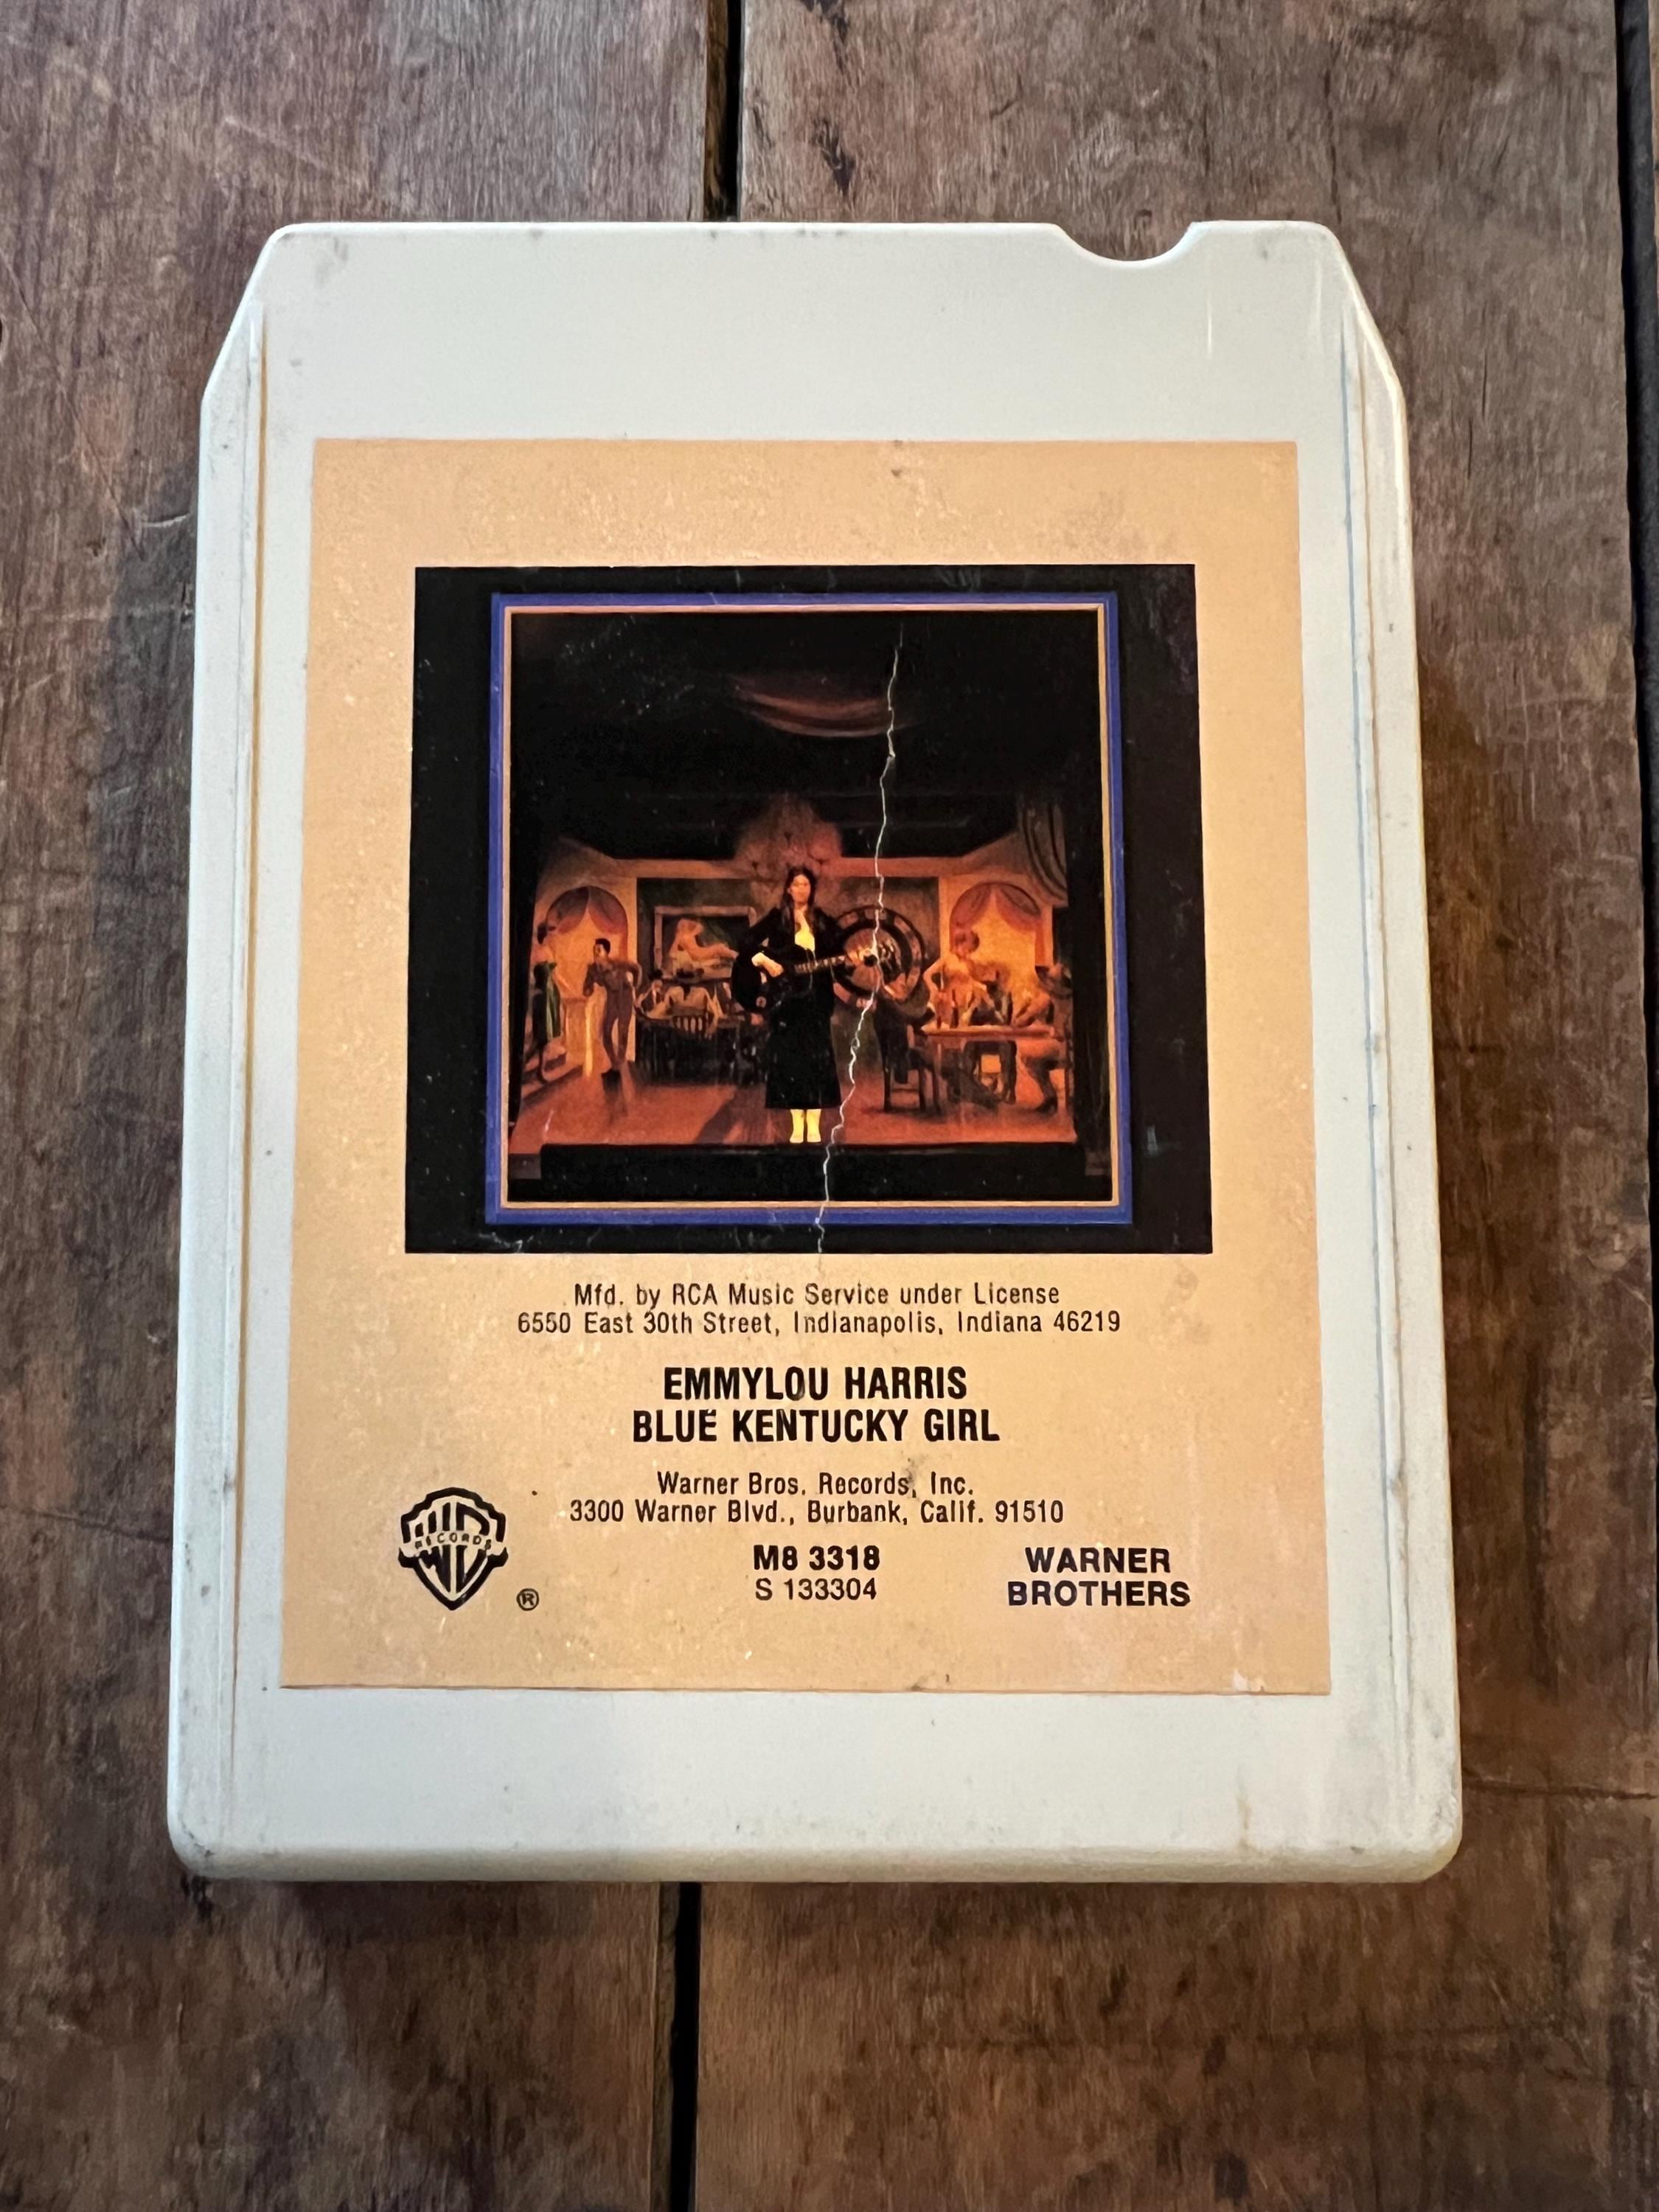 Mfd. by RCA Music Service under License
6550 East 30th Street, Indianapolis, Indiana 46219
EMMYLOU HARRIS
BLUE KENTUCKY GIRL
Warner Bros. Records, Inc.
3300 Warner Blvd., Burbank, Calif. 91510
WB RECORDS ®
M8 3318
S 133304
WARNER
BROTHERS